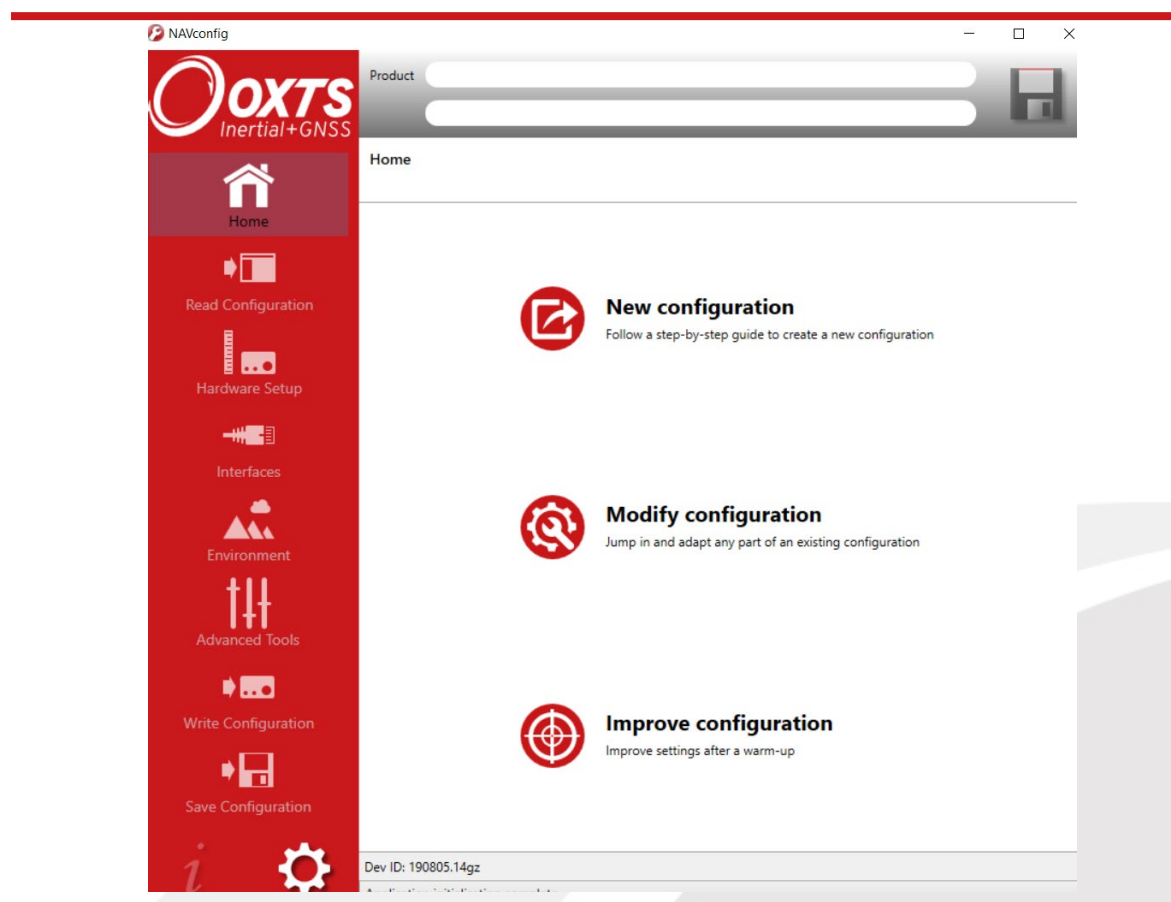 NAVconfig
OXTS
Inertial+GNSS
Product
Home
Home
Read Configuration
Hardware Setup
Interfaces
Environment
Advanced Tools
Write Configuration
Save Configuration
New configuration
Follow a step-by-step guide to create a new configuration
Modify configuration
Jump in and adapt any part of an existing configuration
Improve configuration
Improve settings after a warm-up
Dev ID: 190805.14gz